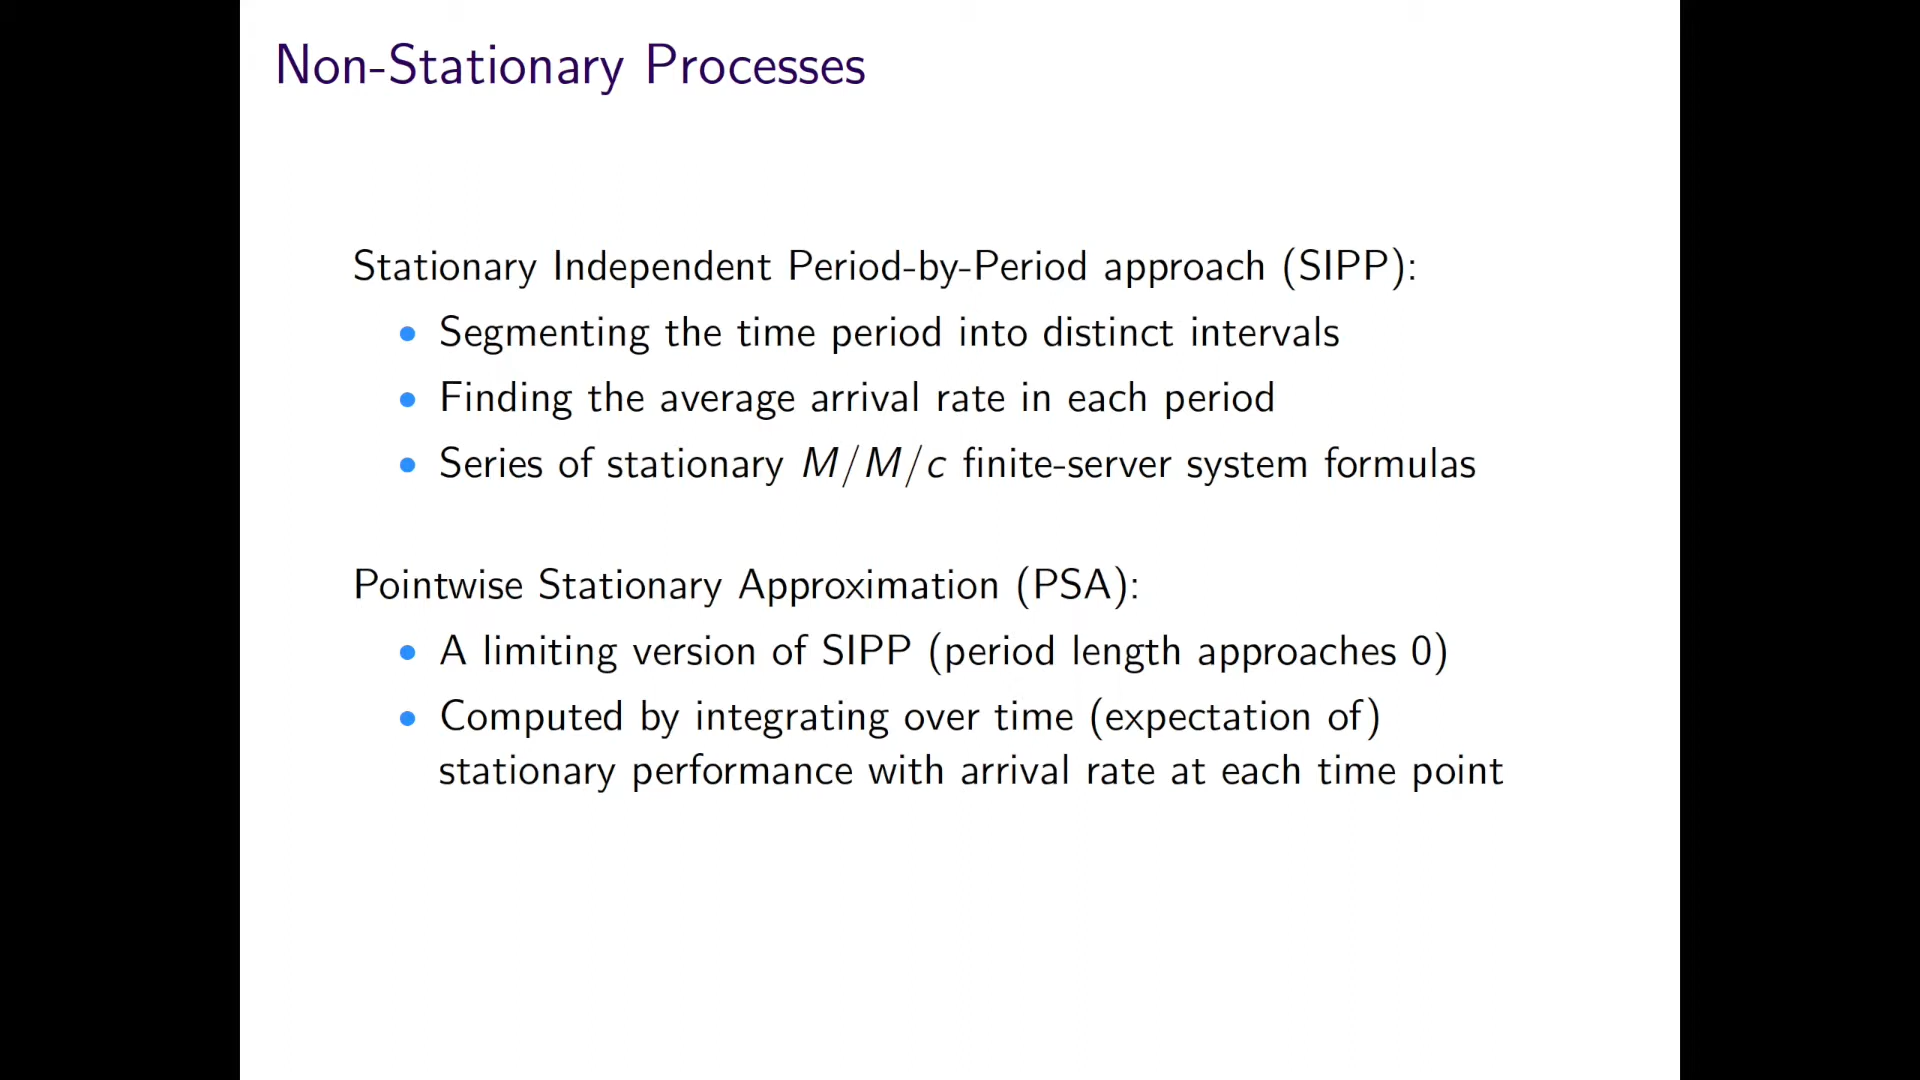 Non-Stationary Processes
Stationary Independent Period-by-Period approach (SIPP):
• Segmenting the time period into distinct intervals
• Finding the average arrival rate in each period
• Series of stationary M/M/c finite-server system formulas
Pointwise Stationary Approximation (PSA):
• A limiting version of SIPP (period length approaches 0)
• Computed by integrating over time (expectation of)
stationary performance with arrival rate at each time point